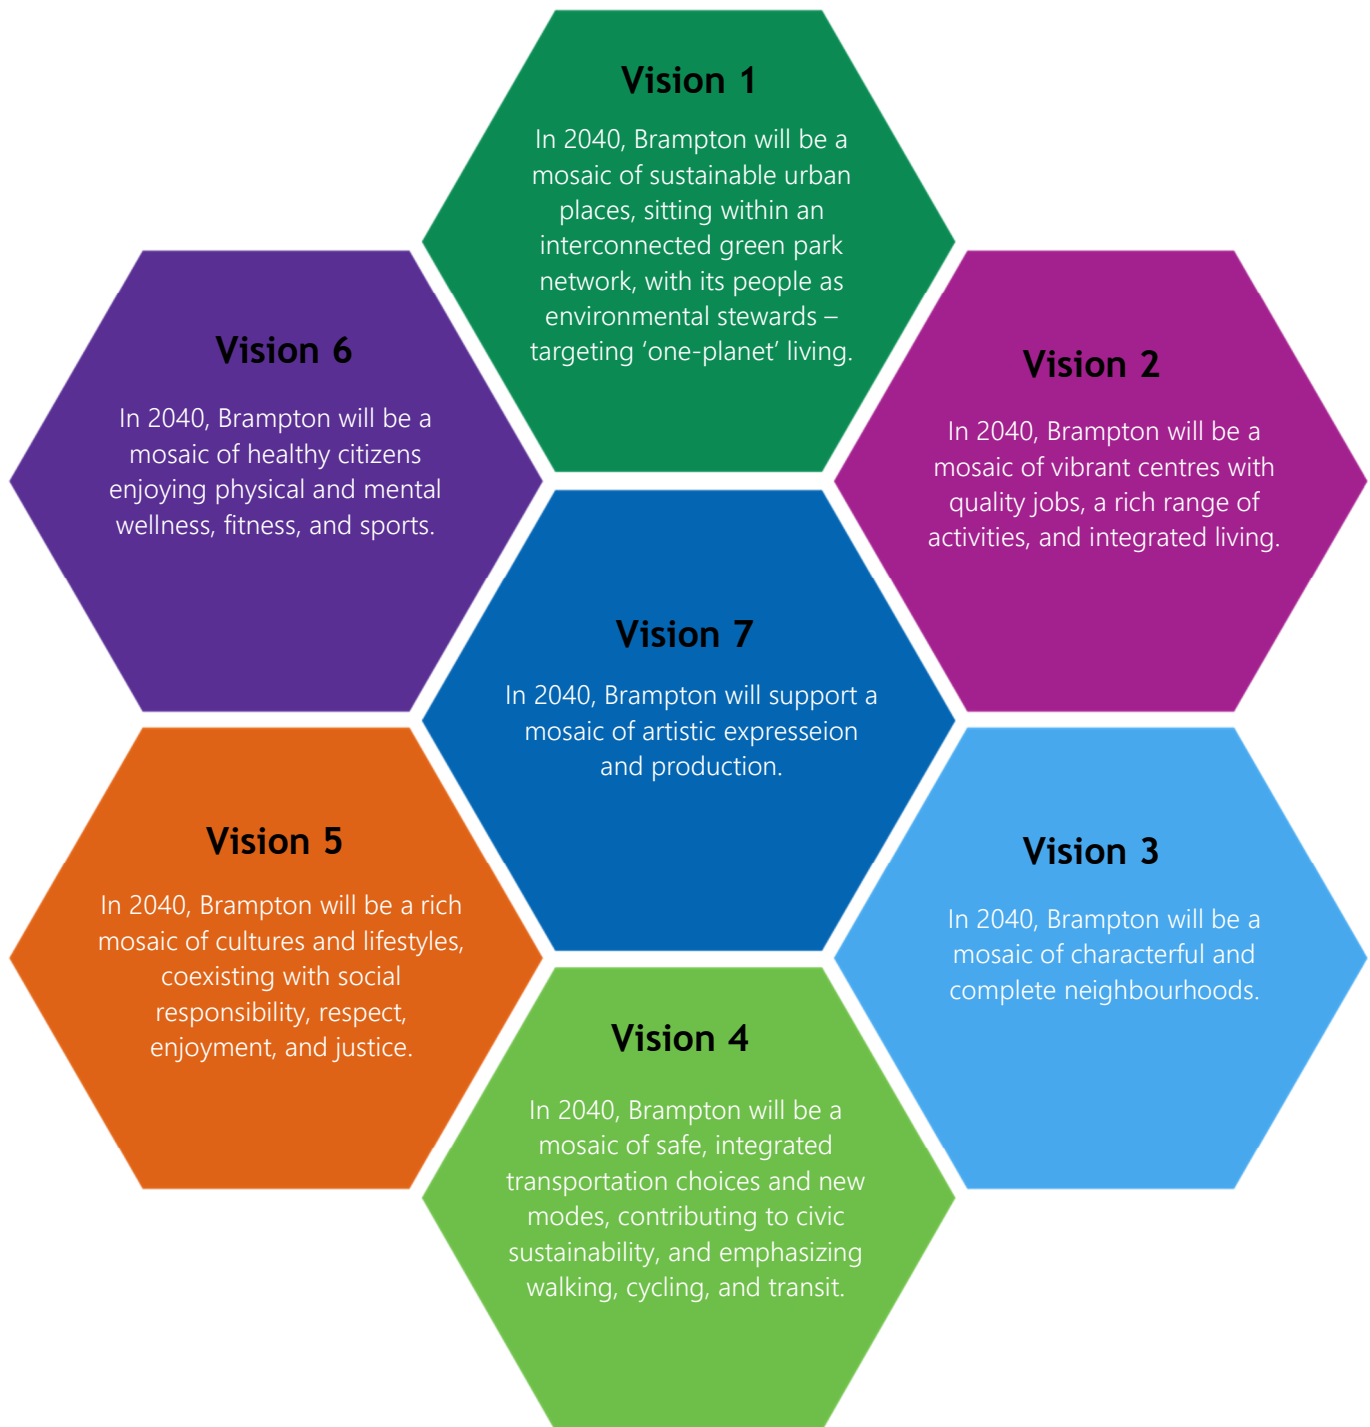 Vision 1
In 2040, Brampton will be a
mosaic of sustainable urban
places, sitting within an
interconnected green park
network, with its people as
environmental stewards –
targeting ‘one-planet’ living.
Vision 2
In 2040, Brampton will be a
mosaic of vibrant centres with
quality jobs, a rich range of
activities, and integrated living.
Vision 3
In 2040, Brampton will be a
mosaic of characterful and
complete neighbourhoods.
Vision 4
In 2040, Brampton will be a
mosaic of safe, integrated
transportation choices and new
modes, contributing to civic
sustainability, and emphasizing
walking, cycling, and transit.
Vision 5
In 2040, Brampton will be a rich
mosaic of cultures and lifestyles,
coexisting with social
responsibility, respect,
enjoyment, and justice.
Vision 6
In 2040, Brampton will be a
mosaic of healthy citizens
enjoying physical and mental
wellness, fitness, and sports.
Vision 7
In 2040, Brampton will support a
mosaic of artistic expresseion
and production.